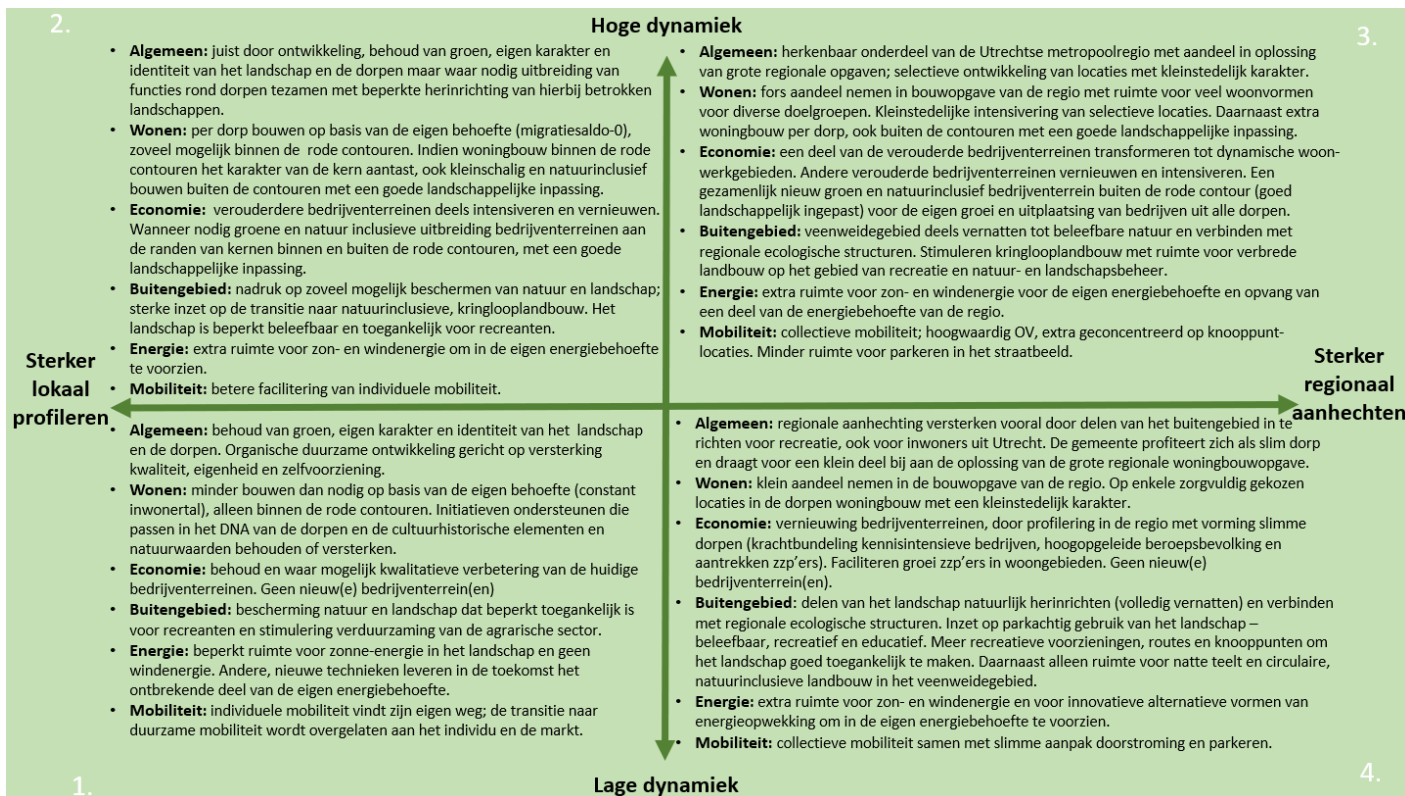 2.
Hoge dynamiek
3.
• Algemeen: juist door ontwikkeling, behoud van groen, eigen karakter en
identiteit van het landschap en de dorpen maar waar nodig uitbreiding van
functies rond dorpen tezamen met beperkte herinrichting van hierbij betrokken
landschappen.
• Wonen: per dorp bouwen op basis van de eigen behoefte (migratiesaldo-0),
zoveel mogelijk binnen de rode contouren. Indien woningbouw binnen de rode
contouren het karakter van de kern aantast, ook kleinschalig en natuurinclusief
bouwen buiten de contouren met een goede landschappelijke inpassing.
• Economie: verouderdere bedrijventerreinen deels intensiveren en vernieuwen.
Wanneer nodig groene en natuur inclusieve uitbreiding bedrijventerreinen aan
de randen van kernen binnen en buiten de rode contouren, met een goede
landschappelijke inpassing.
• Buitengebied: nadruk op zoveel mogelijk beschermen van natuur en landschap;
sterke inzet op de transitie naar natuurinclusieve, kringlooplandbouw. Het
landschap is beperkt beleefbaar en toegankelijk voor recreanten.
• Energie: extra ruimte voor zon- en windenergie om in de eigen energiebehoefte
te voorzien.
• Mobiliteit: betere facilitering van individuele mobiliteit.
• Algemeen: herkenbaar onderdeel van de Utrechtse metropoolregio met aandeel in oplossing
van grote regionale opgaven; selectieve ontwikkeling van locaties met kleinstedelijk karakter.
• Wonen: fors aandeel nemen in bouwopgave van de regio met ruimte voor veel woonvormen
voor diverse doelgroepen. Kleinstedelijke intensivering van selectieve locaties. Daarnaast extra
woningbouw per dorp, ook buiten de contouren met een goede landschappelijke inpassing.
• Economie: een deel van de verouderde bedrijventerreinen transformeren tot dynamische woon-
werkgebieden. Andere verouderde bedrijventerreinen vernieuwen en intensiveren. Een
gezamenlijk nieuw groen en natuurinclusief bedrijventerrein buiten de rode contour (goed
landschappelijk ingepast) voor de eigen groei en uitplaatsing van bedrijven uit alle dorpen.
• Buitengebied: veenweidegebied deels vernatten tot beleefbare natuur en verbinden met
regionale ecologische structuren. Stimuleren kringlooplandbouw met ruimte voor verbrede
landbouw op het gebied van recreatie en natuur- en landschapsbeheer.
• Energie: extra ruimte voor zon- en windenergie voor de eigen energiebehoefte en opvang van
een deel van de energiebehoefte van de regio.
• Mobiliteit: collectieve mobiliteit; hoogwaardig OV, extra geconcentreerd op knooppunt-
locaties. Minder ruimte voor parkeren in het straatbeeld.
Sterker
lokaal
profileren
Sterker
regionaal
aanhechten
• Algemeen: behoud van groen, eigen karakter en identiteit van het landschap
en de dorpen. Organische duurzame ontwikkeling gericht op versterking
kwaliteit, eigenheid en zelfvoorziening.
• Wonen: minder bouwen dan nodig op basis van de eigen behoefte (constant
inwonertal), alleen binnen de rode contouren. Initiatieven ondersteunen die
passen in het DNA van de dorpen en de cultuurhistorische elementen en
natuurwaarden behouden of versterken.
• Economie: behoud en waar mogelijk kwalitatieve verbetering van de huidige
bedrijventerreinen. Geen nieuw(e) bedrijventerrein(en)
• Buitengebied: bescherming natuur en landschap dat beperkt toegankelijk is
voor recreanten en stimulering verduurzaming van de agrarische sector.
• Energie: beperkt ruimte voor zonne-energie in het landschap en geen
windenergie. Andere, nieuwe technieken leveren in de toekomst het
ontbrekende deel van de eigen energiebehoefte.
• Mobiliteit: individuele mobiliteit vindt zijn eigen weg; de transitie naar
duurzame mobiliteit wordt overgelaten aan het individu en de markt.
• Algemeen: regionale aanhechting versterken vooral door delen van het buitengebied in te
richten voor recreatie, ook voor inwoners uit Utrecht. De gemeente profiteert zich als slim dorp
en draagt voor een klein deel bij aan de oplossing van de grote regionale woningbouwopgave.
• Wonen: klein aandeel nemen in de bouwopgave van de regio. Op enkele zorgvuldig gekozen
locaties in de dorpen woningbouw met een kleinstedelijk karakter.
• Economie: vernieuwing bedrijventerreinen, door profilering in de regio met vorming slimme
dorpen (krachtbundeling kennisintensieve bedrijven, hoogopgeleide beroepsbevolking en
aantrekken zzp'ers). Faciliteren groei zzp'ers in woongebieden. Geen nieuw(e)
bedrijventerrein(en).
• Buitengebied: delen van het landschap natuurlijk herinrichten (volledig vernatten) en verbinden
met regionale ecologische structuren. Inzet op parkachtig gebruik van het landschap –
beleefbaar, recreatief en educatief. Meer recreatieve voorzieningen, routes en knooppunten om
het landschap goed toegankelijk te maken. Daarnaast alleen ruimte voor natte teelt en circulaire,
natuurinclusieve landbouw in het veenweidegebied.
• Energie: extra ruimte voor zon- en windenergie en voor innovatieve alternatieve vormen van
energieopwekking om in de eigen energiebehoefte te voorzien.
• Mobiliteit: collectieve mobiliteit samen met slimme aanpak doorstroming en parkeren.
1.
Lage dynamiek
4.